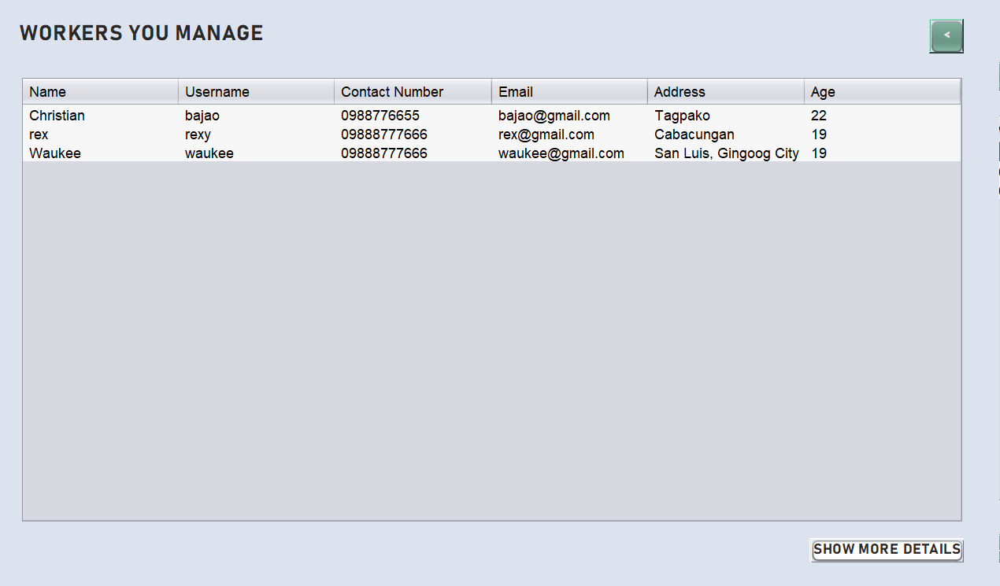 WORKERS YOU MANAGE
<
Name Username Contact Number Email Address Age
Christian bajao 0988776655 bajao@gmail.com Tagpako 22
rex rexy 09888777666 rex@gmail.com Cabacungan 19
Waukee waukee 09888777666 waukee@gmail.com San Luis, Gingoog City 19
SHOW MORE DETAILS